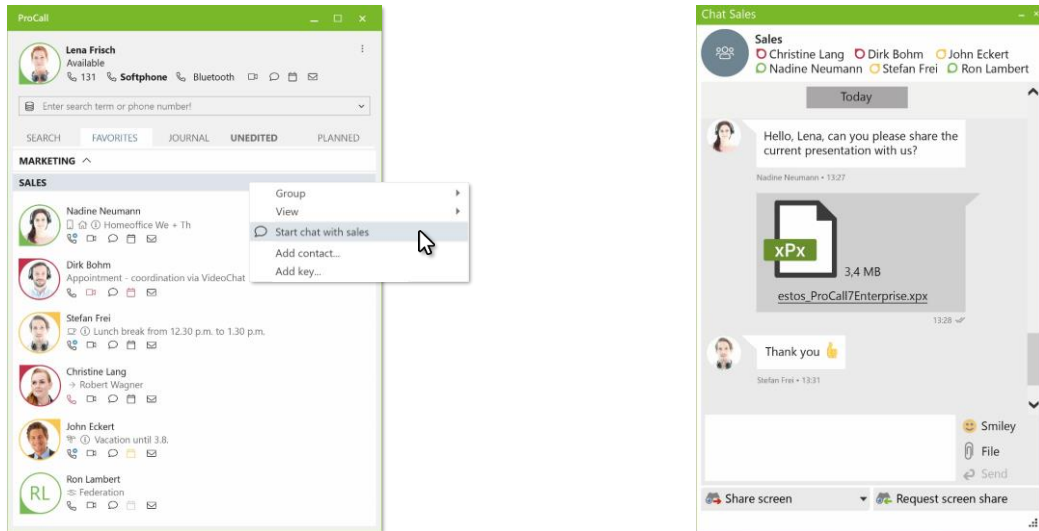 ProCall
Lena Frisch
Available
131 Softphone Bluetooth
Enter search term or phone number!
SEARCH FAVORITES JOURNAL UNEDITED PLANNED
MARKETING
SALES
Nadine Neumann
Homeoffice We + Th
Dirk Bohm
Appointment - coordination via VideoChat
Stefan Frei
Lunch break from 12.30 p.m. to 1.30 p.m.
Christine Lang
→ Robert Wagner
John Eckert
Vacation until 3.8.
RL
Ron Lambert
Federation
Group
View
Start chat with sales
Add contact...
Add key...
Chat Sales
Sales
Christine Lang Dirk Bohm John Eckert
Nadine Neumann Stefan Frei Ron Lambert
Today
Hello, Lena, can you please share the
current presentation with us?
Nadine Neumann • 13:27
xPx
3,4 MB
estos_ProCall7Enterprise.xpx
13:28
Thank you 👍
Stefan Frei • 13:31
Smiley
File
Send
Share screen Request screen share